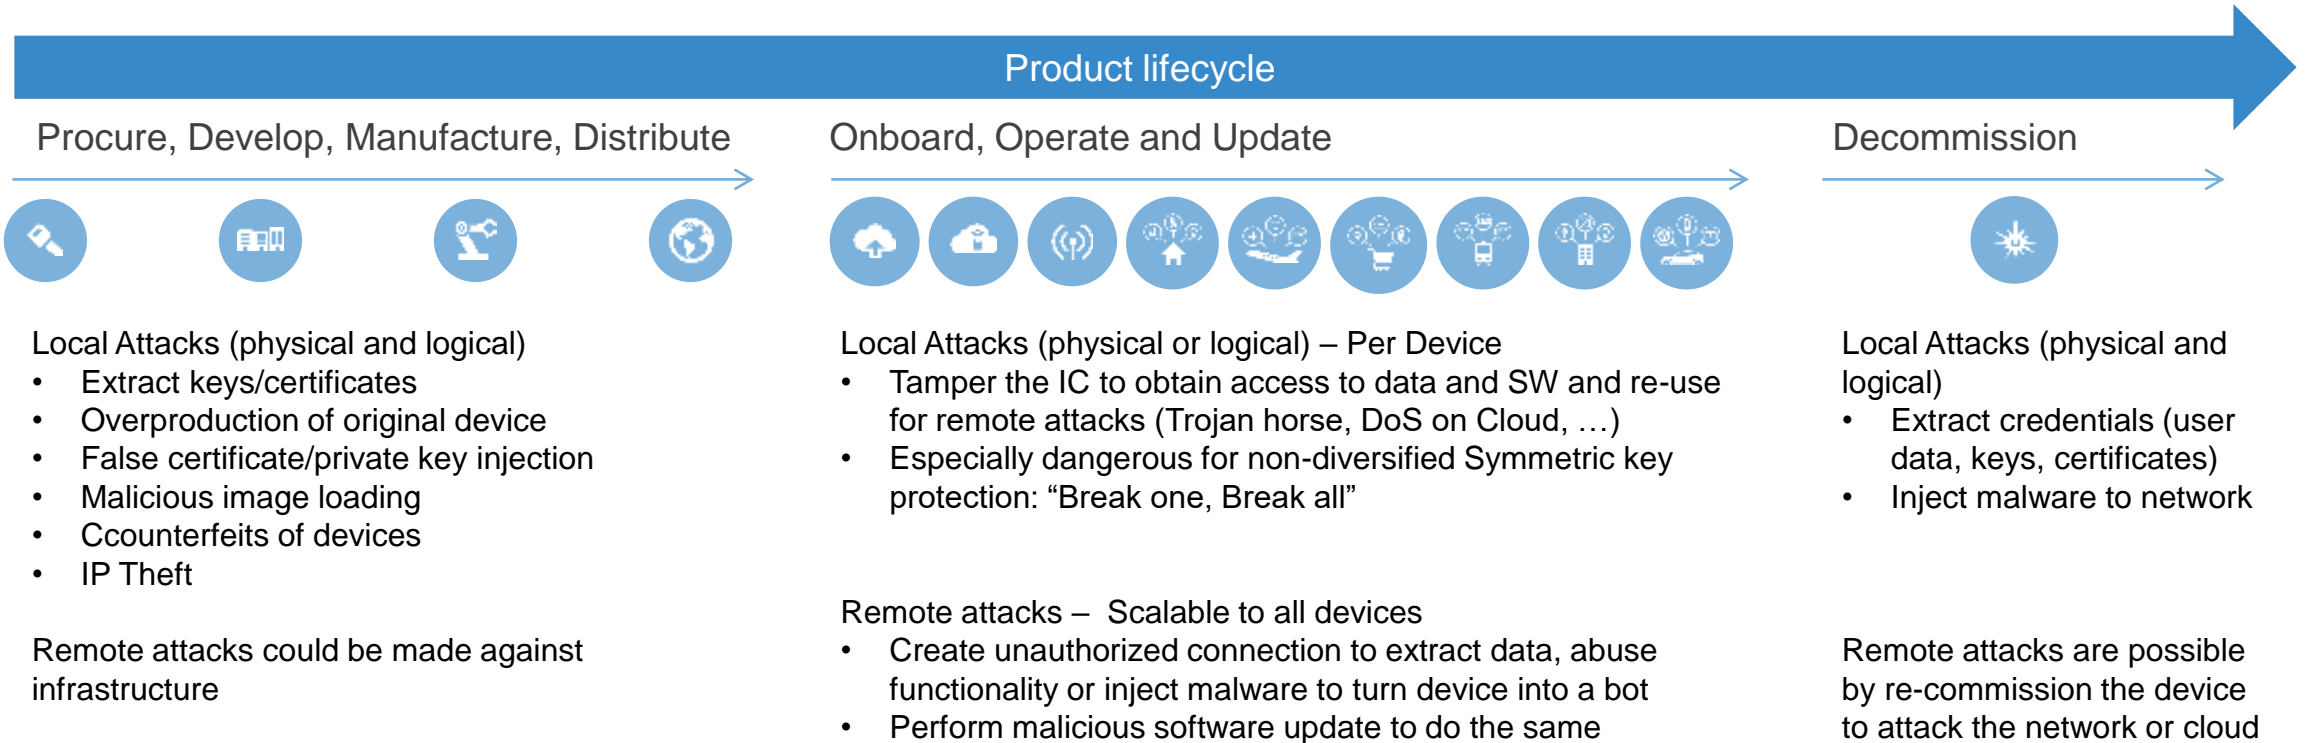 Product lifecycle
Procure, Develop, Manufacture, Distribute
Onboard, Operate and Update
Decommission
Local Attacks (physical and logical)
• Extract keys/certificates
• Overproduction of original device
• False certificate/private key injection
• Malicious image loading
• Ccounterfeits of devices
• IP Theft
Remote attacks could be made against
infrastructure
Local Attacks (physical or logical) – Per Device
• Tamper the IC to obtain access to data and SW and re-use
for remote attacks (Trojan horse, DoS on Cloud, …)
• Especially dangerous for non-diversified Symmetric key
protection: “Break one, Break all”
Remote attacks – Scalable to all devices
• Create unauthorized connection to extract data, abuse
functionality or inject malware to turn device into a bot
• Perform malicious software update to do the same
Local Attacks (physical and
logical)
• Extract credentials (user
data, keys, certificates)
• Inject malware to network
Remote attacks are possible
by re-commission the device
to attack the network or cloud